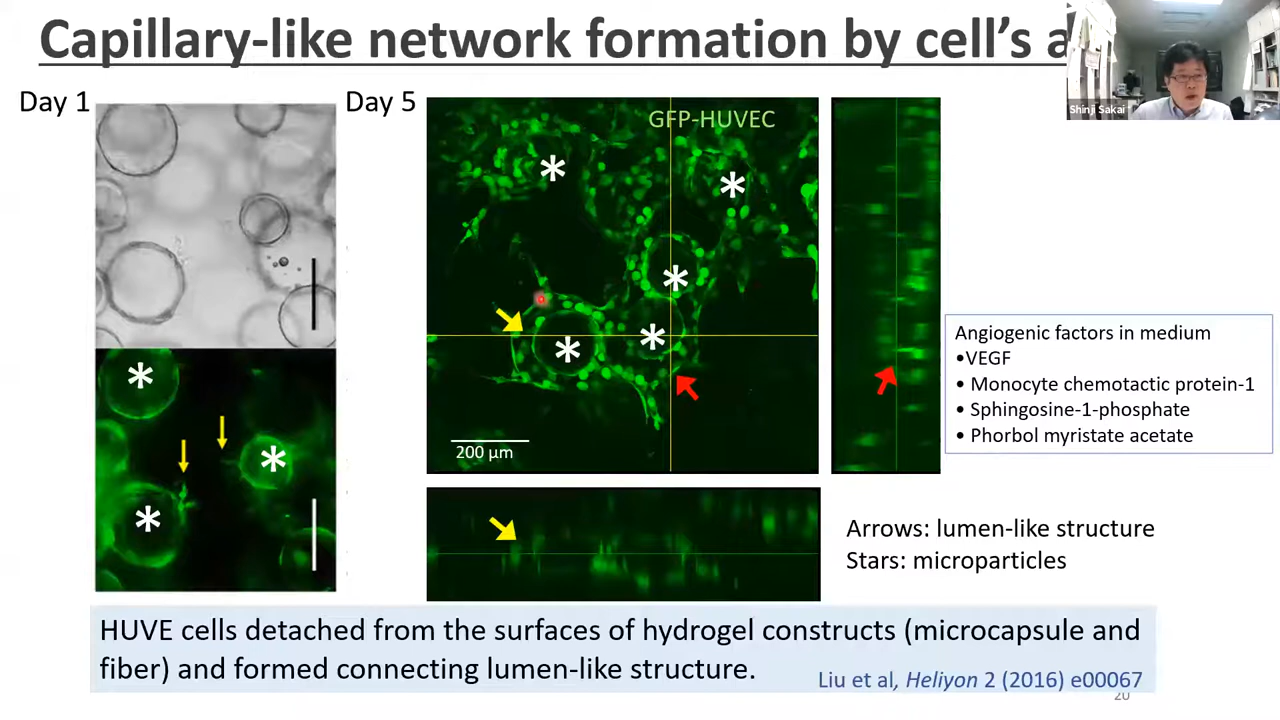 Capillary-like network formation by cell's a
Shinji Sakai
Day 1
Day 5
GFP-HUVEC
*
*
*
*
*
*
*
*
200 µm
Angiogenic factors in medium
•VEGF
• Monocyte chemotactic protein-1
• Sphingosine-1-phosphate
• Phorbol myristate acetate
Arrows: lumen-like structure
Stars: microparticles
HUVE cells detached from the surfaces of hydrogel constructs (microcapsule and
fiber) and formed connecting lumen-like structure.
Liu et al, Heliyon 2 (2016) e00067
20